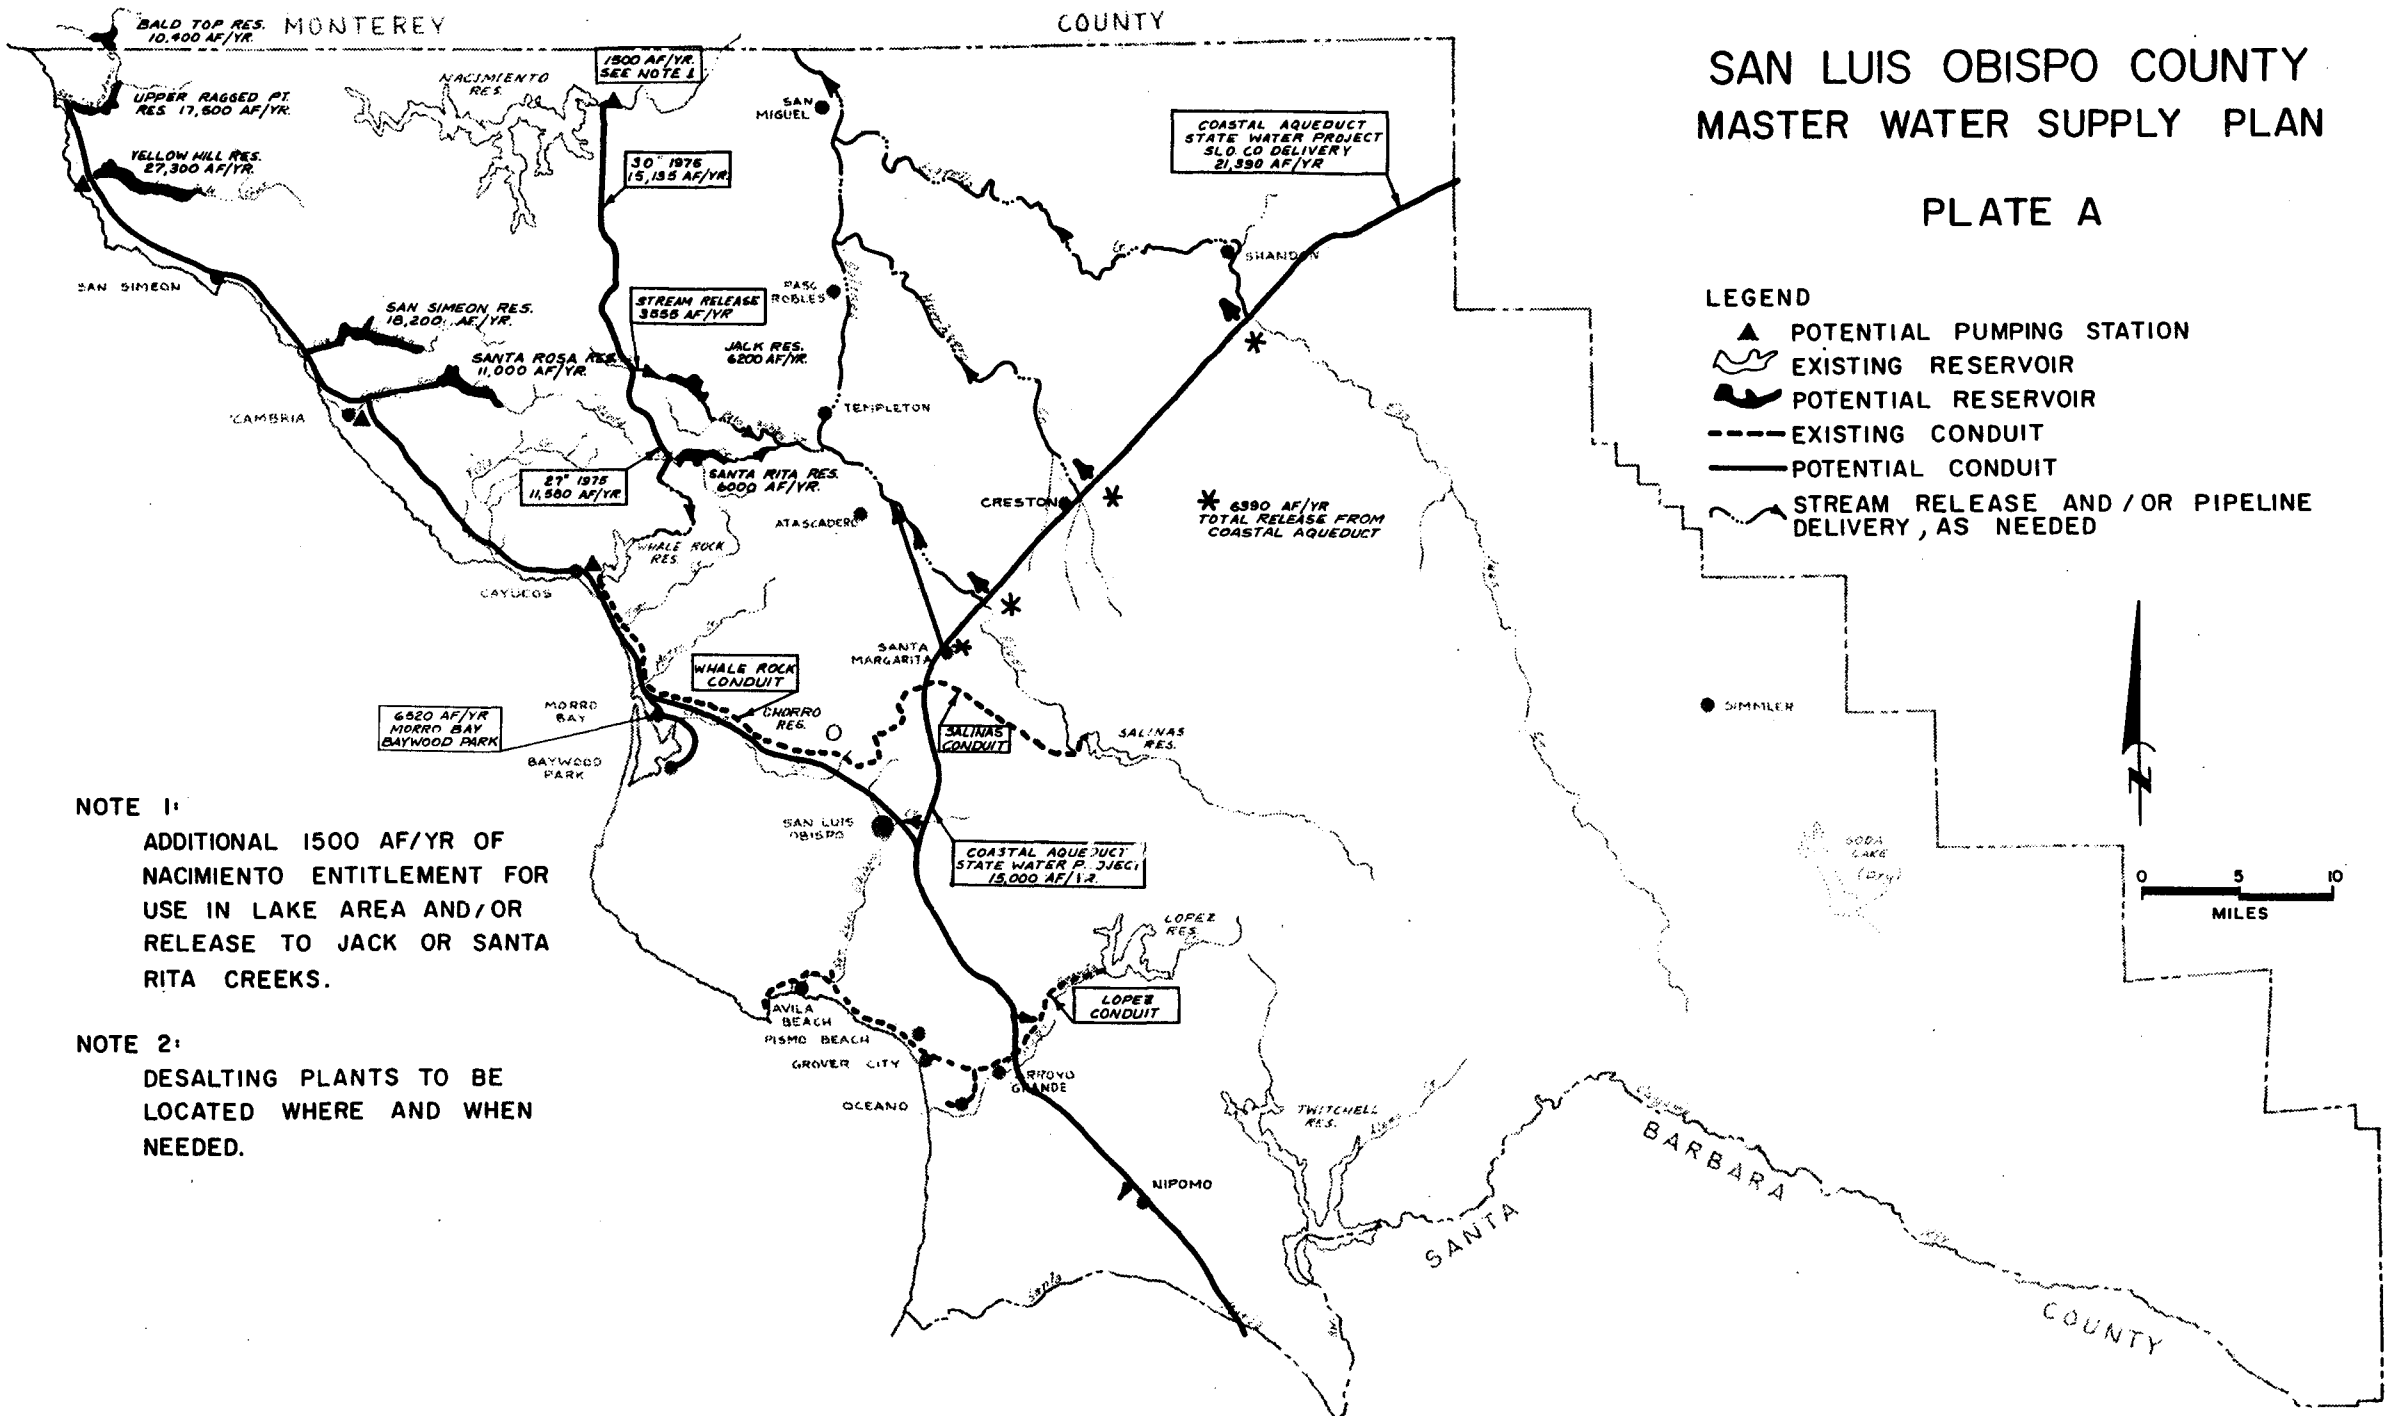 BALD TOP RES.
10,400 AF/YR.
MONTEREY
COUNTY
SAN LUIS OBISPO COUNTY
MASTER WATER SUPPLY PLAN
PLATE A
1500 AF/YR.
SEE NOTE 1
NACIMIENTO
RES.
UPPER RAGGED PT.
RES. 17,500 AF/YR.
SAN
MIGUEL
COASTAL AQUEDUCT
STATE WATER PROJECT
SLO. CO DELIVERY
21,390 AF/YR
YELLOW HILL RES.
27,300 AF/YR.
30" 1976
15,135 AF/YR.
SHANDON
SAN SIMEON
PASO
ROBLES
STREAM RELEASE
3555 AF/YR
SAN SIMEON RES.
18,200 AF/YR.
JACK RES.
6200 AF/YR.
SANTA ROSA RES.
11,000 AF/YR.
LEGEND
POTENTIAL PUMPING STATION
EXISTING RESERVOIR
POTENTIAL RESERVOIR
EXISTING CONDUIT
POTENTIAL CONDUIT
STREAM RELEASE AND/OR PIPELINE
DELIVERY, AS NEEDED
CAMBRIA
TEMPLETON
27" 1975
11,580 AF/YR.
SANTA RITA RES.
6000 AF/YR.
ATASCADERO
CRESTON
* 6390 AF/YR
TOTAL RELEASE FROM
COASTAL AQUEDUCT
WHALE ROCK
RES.
CAYUCOS
SANTA
MARGARITA
WHALE ROCK
CONDUIT
MORRO
BAY
CHORRO
RES.
6520 AF/YR
MORRO BAY
BAYWOOD PARK
SALINAS
CONDUIT
SALINAS
RES.
SIMMLER
N
BAYWOOD
PARK
NOTE 1:
ADDITIONAL 1500 AF/YR OF
NACIMIENTO ENTITLEMENT FOR
USE IN LAKE AREA AND/OR
RELEASE TO JACK OR SANTA
RITA CREEKS.
SAN LUIS
OBISPO
COASTAL AQUEDUCT
STATE WATER PROJECT
15,000 AF/YR.
SODA
LAKE
(Dry)
0 5 10
MILES
LOPEZ
RES.
LOPEZ
CONDUIT
AVILA
BEACH
PISMO BEACH
GROVER CITY
ARROYO
GRANDE
OCEANO
NOTE 2:
DESALTING PLANTS TO BE
LOCATED WHERE AND WHEN
NEEDED.
TWITCHELL
RES.
NIPOMO
SANTA
BARBARA
COUNTY